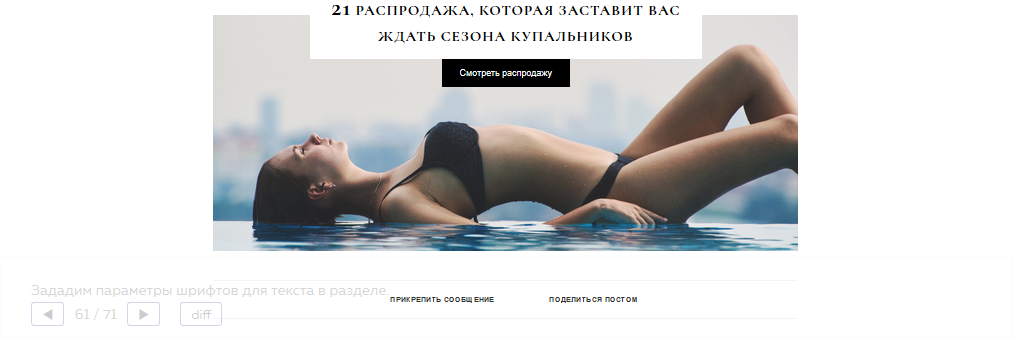 21 РАСПРОДАЖА, КОТОРАЯ ЗАСТАВИТ ВАС
ЖДАТЬ СЕЗОНА КУПАЛЬНИКОВ
Смотреть распродажу
Зададим параметры шрифтов для текста в разделе
ПРИКРЕПИТЬ СООБЩЕНИЕ ПОДЕЛИТЬСЯ ПОСТОМ
61 / 71 diff